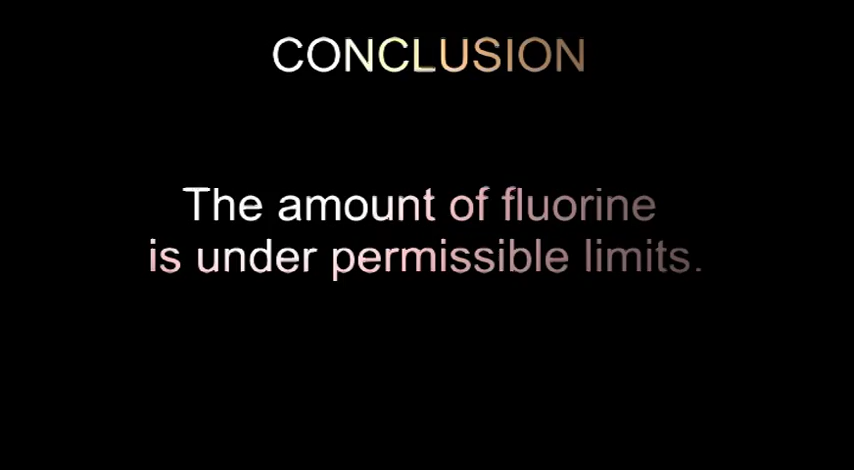 CONCLUSION
The amount of fluorine
is under permissible limits.